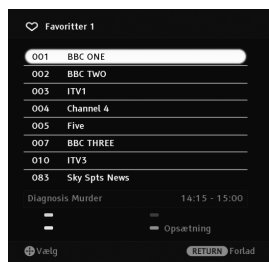 Favoritter 1
001 BBC ONE
002 BBC TWO
003 ITV1
004 Channel 4
005 Five
007 BBC THREE
010 ITV3
083 Sky Spts News
Diagnosis Murder 14:15 - 15:00
Opsætning
Vælg RETURN Forlad